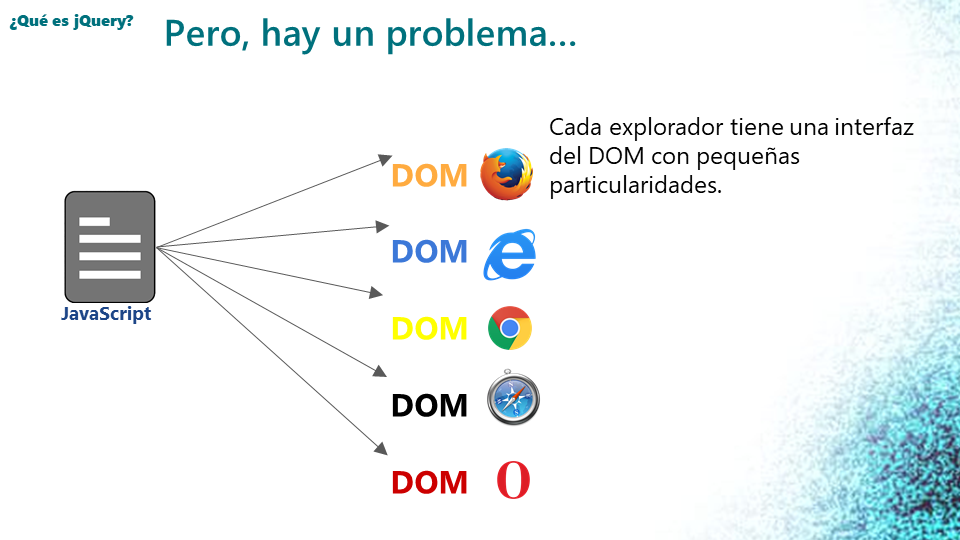 ¿Qué es jQuery?
Pero, hay un problema...
Cada explorador tiene una interfaz
del DOM con pequeñas
particularidades.
DOM
DOM
JavaScript
DOM
DOM
DOM